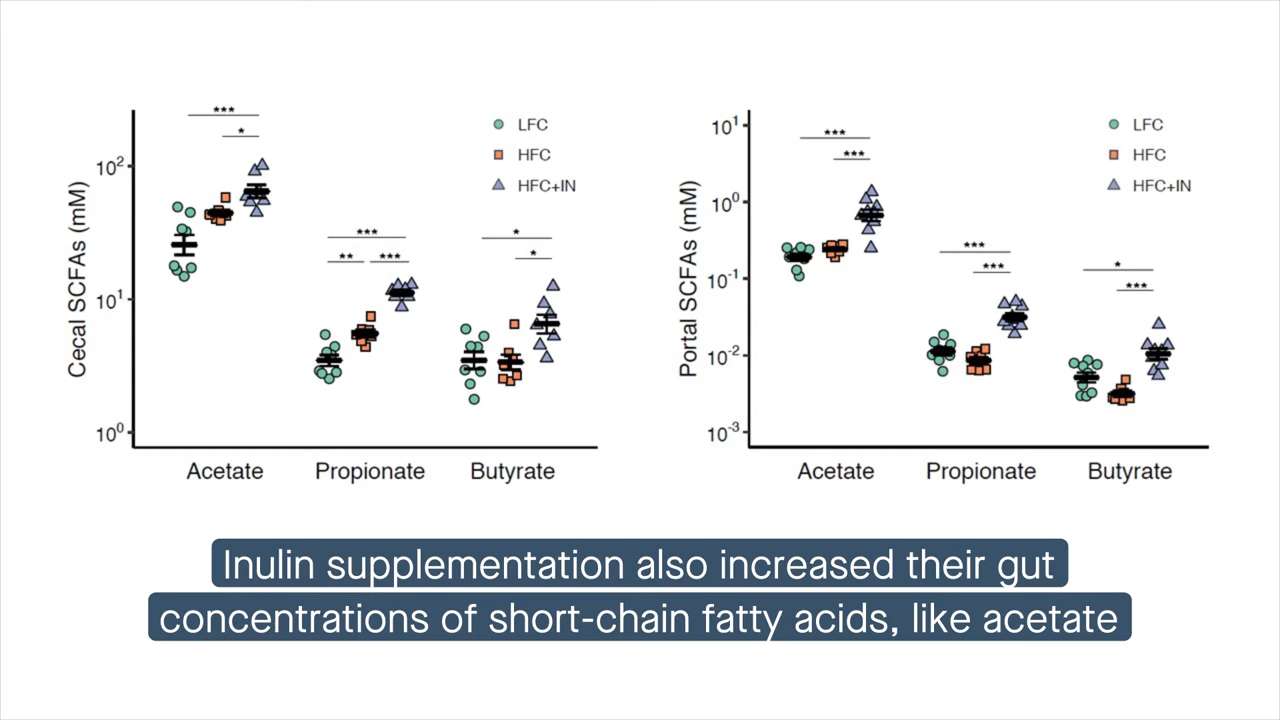 ***
*
***
**
***
*
*
LFC
HFC
HFC+IN
10²
10¹
10⁰
Cecal SCFAs (mM)
Acetate
Propionate
Butyrate
***
***
***
***
*
***
LFC
HFC
HFC+IN
10¹
10⁰
10⁻¹
10⁻²
10⁻³
Portal SCFAs (mM)
Acetate
Propionate
Butyrate
Inulin supplementation also increased their gut
concentrations of short-chain fatty acids, like acetate